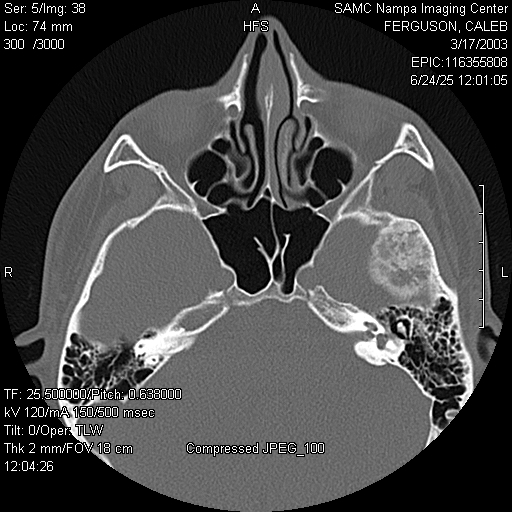 Ser: 5/Img: 38
Loc: 74 mm
300 /3000
A
HFS
SAMC Nampa Imaging Center
FERGUSON, CALEB
3/17/2003
EPIC:116355808
6/24/25 12:01:05
R
L
TF: 25.500000/Pitch: 0.638000
kV 120/mA 150/500 msec
Tilt: 0/Oper: TLW
Thk 2 mm/FOV 18 cm
12:04:26
Compressed JPEG_100